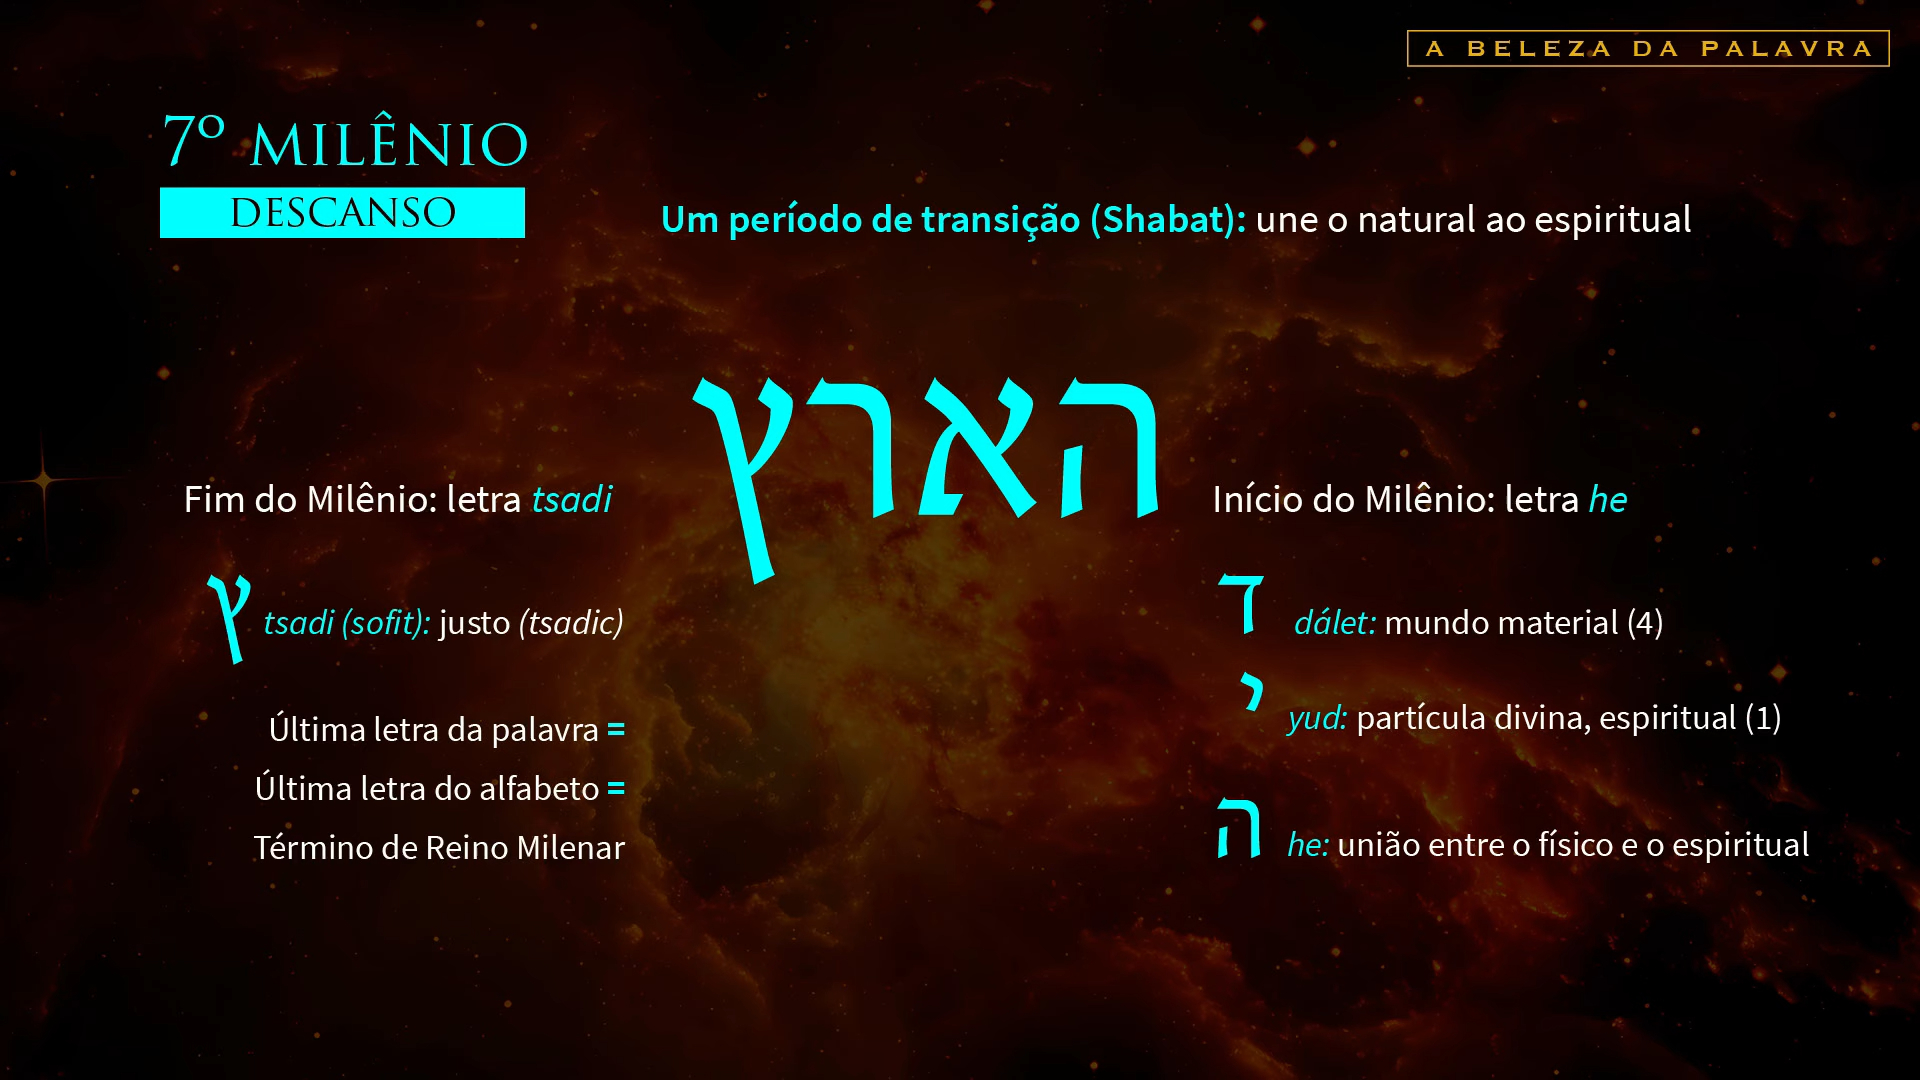 A BELEZA DA PALAVRA
7º MILÊNIO
DESCANSO
Um período de transição (Shabat): une o natural ao espiritual
הארץ
Fim do Milênio: letra tsadi
ץ tsadi (sofit): justo (tsadic)
Última letra da palavra =
Última letra do alfabeto =
Término de Reino Milenar
Início do Milênio: letra he
ד dálet: mundo material (4)
י yud: partícula divina, espiritual (1)
ה he: união entre o físico e o espiritual